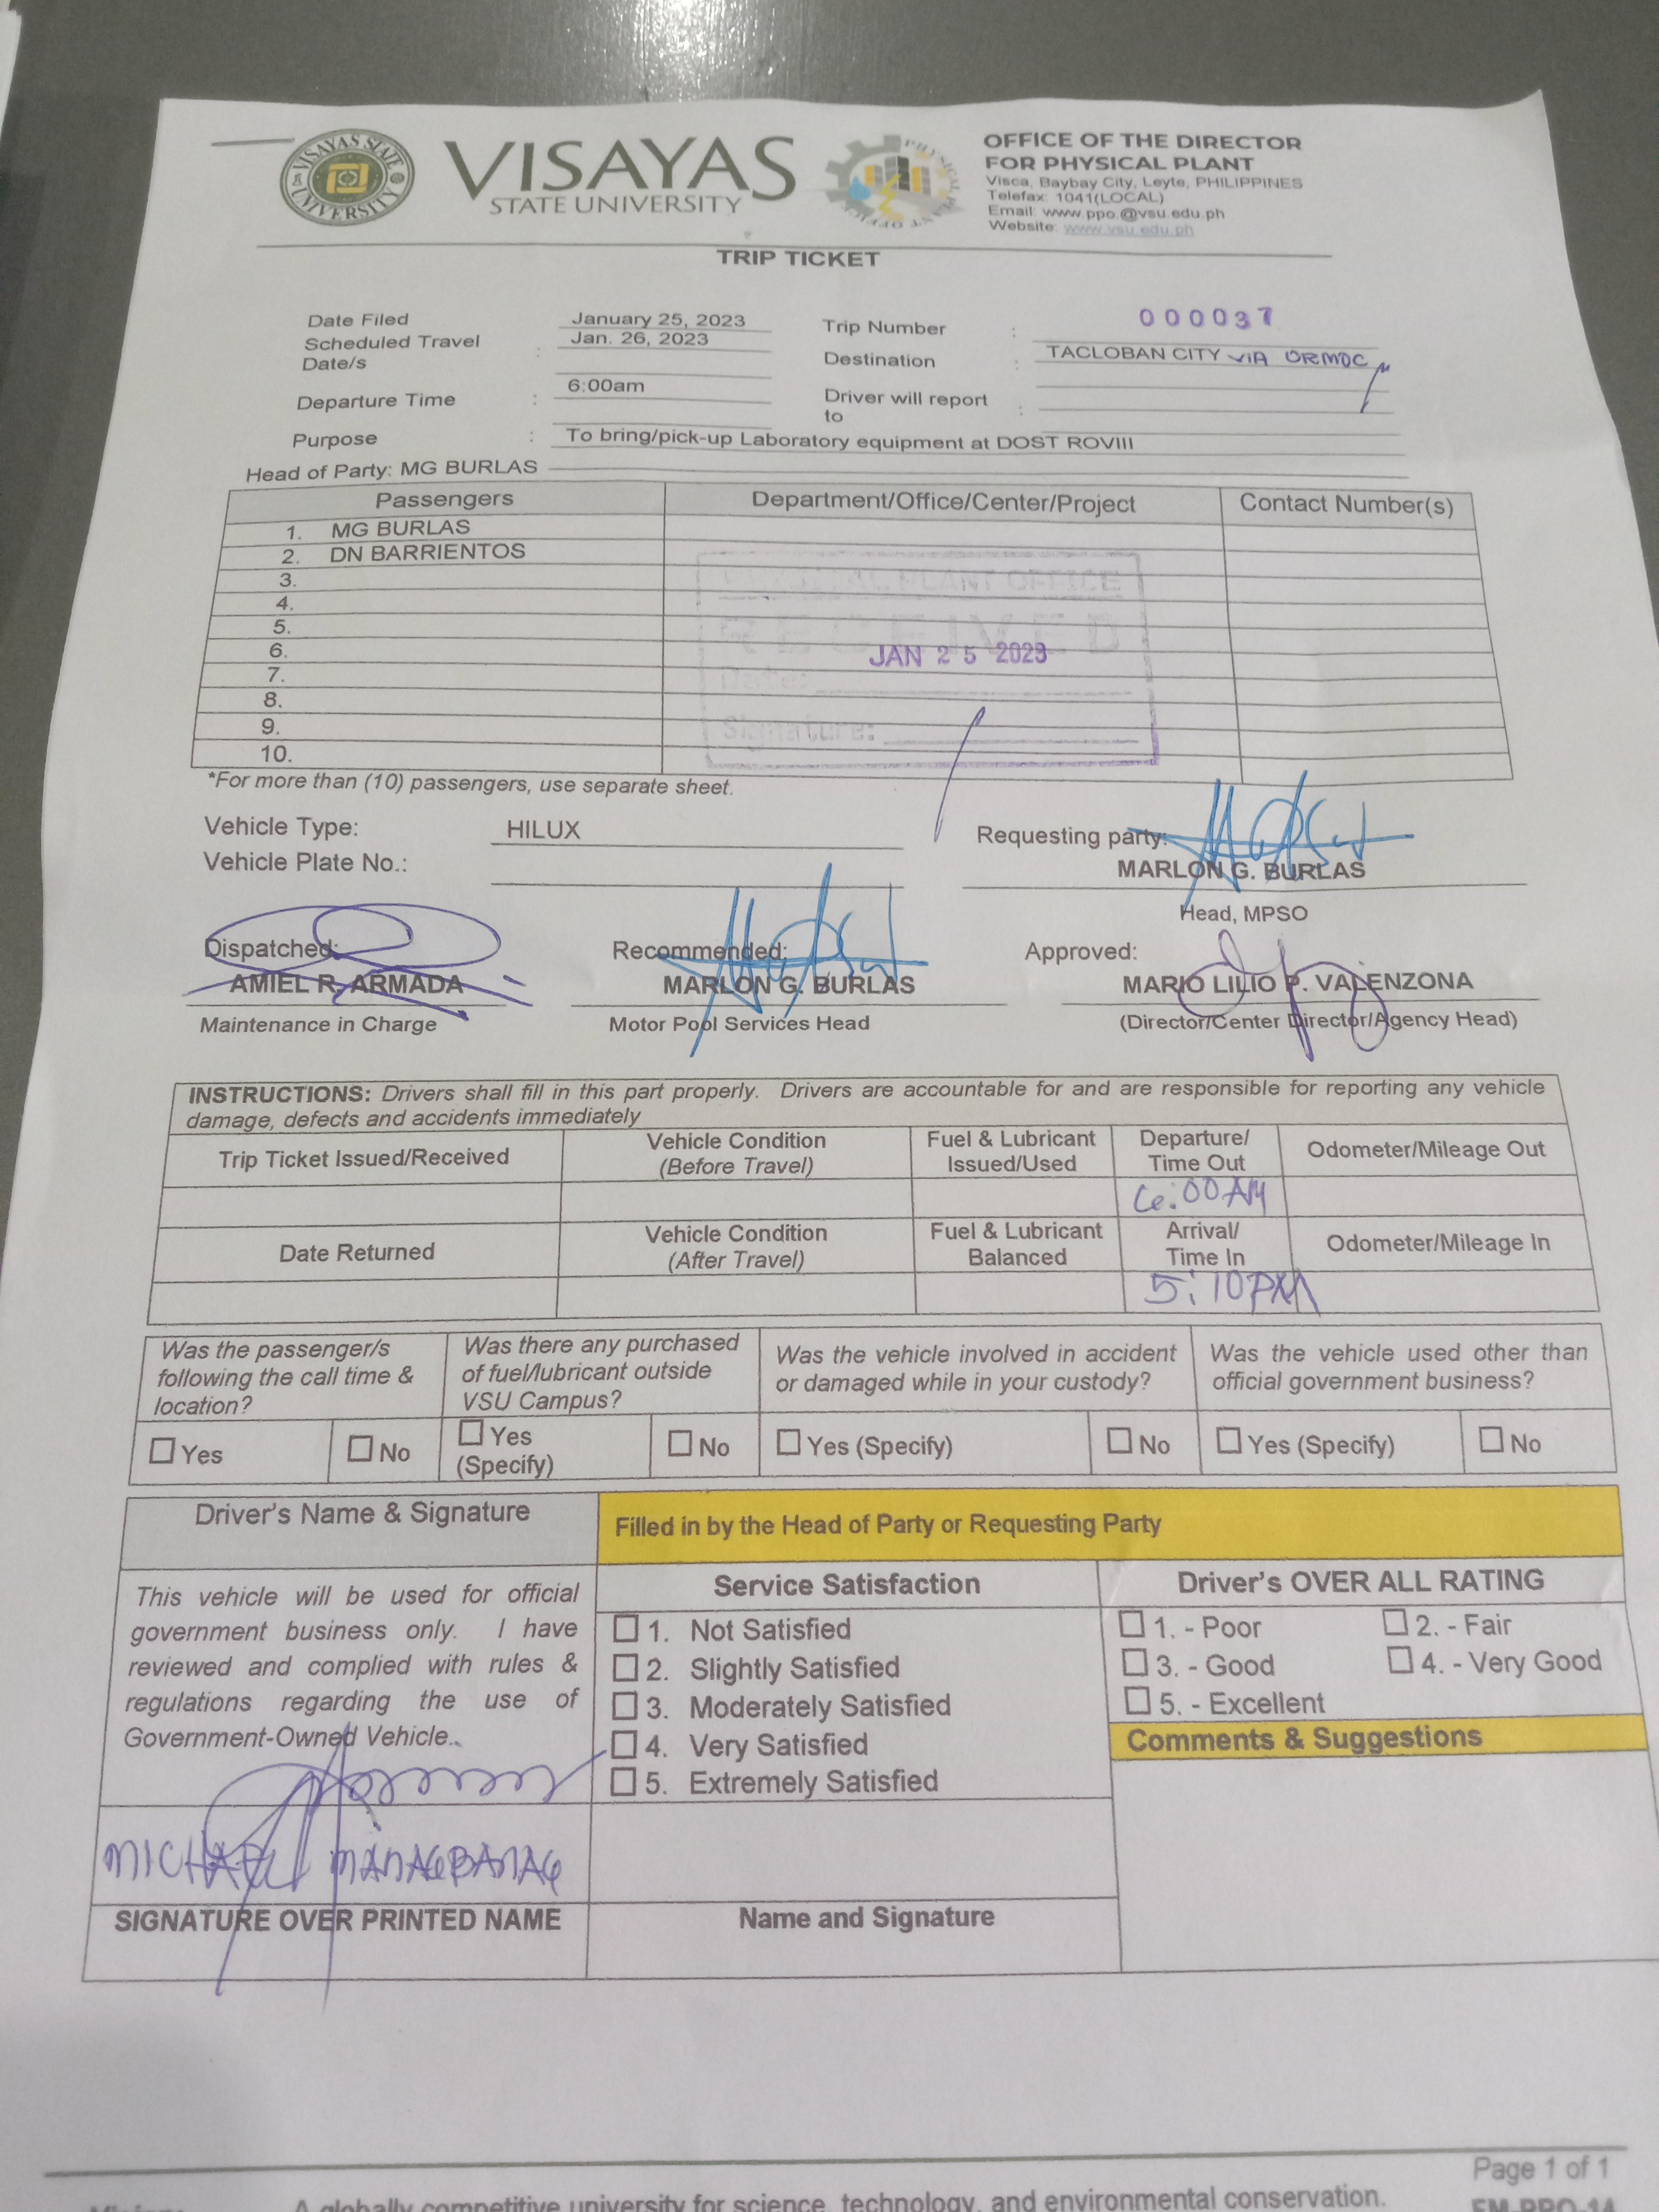 VISAYAS STATE UNIVERSITY
VISAYAS
STATE UNIVERSITY
PHYSICAL PLANT OFFICE
OFFICE OF THE DIRECTOR
FOR PHYSICAL PLANT
Visca, Baybay City, Leyte, PHILIPPINES
Telefax: 1041(LOCAL)
Email: www.ppo.@vsu.edu.ph
Website: www.vsu.edu.ph
TRIP TICKET
Date Filed January 25, 2023
Trip Number : 000037
Scheduled Travel Date/s : Jan. 26, 2023
Destination : TACLOBAN CITY VIA ORMOC
Departure Time : 6:00am
Driver will report to :
Purpose : To bring/pick-up Laboratory equipment at DOST ROVIII
Head of Party: MG BURLAS
Passengers Department/Office/Center/Project Contact Number(s)
1. MG BURLAS
2. DN BARRIENTOS
3.
4.
5.
6.
7.
8.
9.
10.
PHYSICAL PLANT OFFICE
RECEIVED
JAN 25 2023
Date:
Signature:
*For more than (10) passengers, use separate sheet.
Vehicle Type: HILUX
Vehicle Plate No.:
Requesting party:
MARLON G. BURLAS
Head, MPSO
Dispatched:
AMIEL R. ARMADA
Maintenance in Charge
Recommended:
MARLON G. BURLAS
Motor Pool Services Head
Approved:
MARIO LILIO P. VALENZONA
(Director/Center Director/Agency Head)
INSTRUCTIONS: Drivers shall fill in this part properly. Drivers are accountable for and are responsible for reporting any vehicle
damage, defects and accidents immediately
Trip Ticket Issued/Received
Vehicle Condition
(Before Travel)
Fuel & Lubricant
Issued/Used
Departure/
Time Out
Odometer/Mileage Out
6:00AM
Date Returned
Vehicle Condition
(After Travel)
Fuel & Lubricant
Balanced
Arrival/
Time In
Odometer/Mileage In
5:10PM
Was the passenger/s
following the call time &
location?
Was there any purchased
of fuel/lubricant outside
VSU Campus?
Was the vehicle involved in accident
or damaged while in your custody?
Was the vehicle used other than
official government business?
Yes No
Yes
(Specify)
No
Yes (Specify) No
Yes (Specify) No
Driver's Name & Signature
Filled in by the Head of Party or Requesting Party
This vehicle will be used for official
government business only. I have
reviewed and complied with rules &
regulations regarding the use of
Government-Owned Vehicle..
Service Satisfaction
1. Not Satisfied
2. Slightly Satisfied
3. Moderately Satisfied
4. Very Satisfied
5. Extremely Satisfied
Driver's OVER ALL RATING
1. - Poor 2. - Fair
3. - Good 4. - Very Good
5. - Excellent
Comments & Suggestions
MICHAEL MANAGBANAG
SIGNATURE OVER PRINTED NAME
Name and Signature
Page 1 of 1
A globally competitive university for science, technology, and environmental conservation.
FM-PPO-14